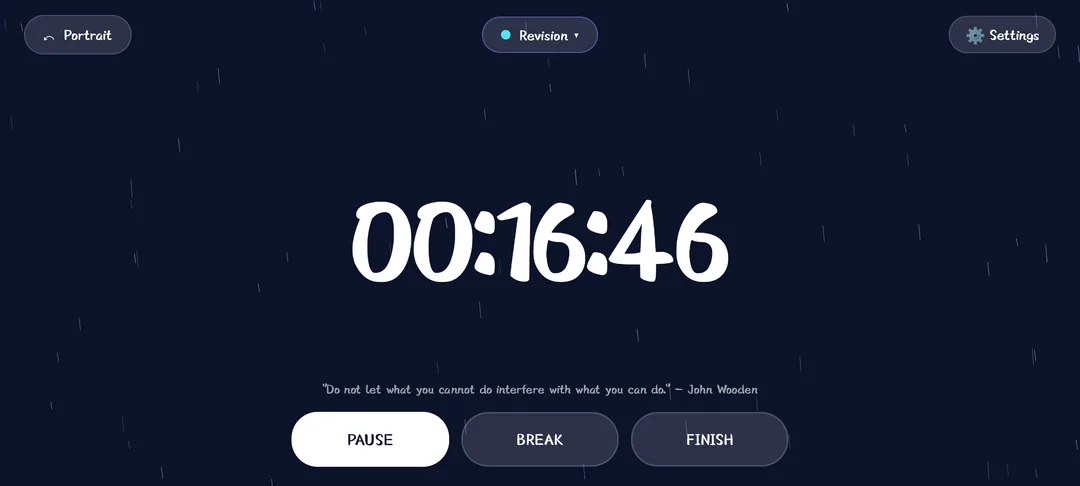 Portrait
Revision ▾
Settings
00:16:46
"Do not let what you cannot do interfere with what you can do." — John Wooden
PAUSE
BREAK
FINISH